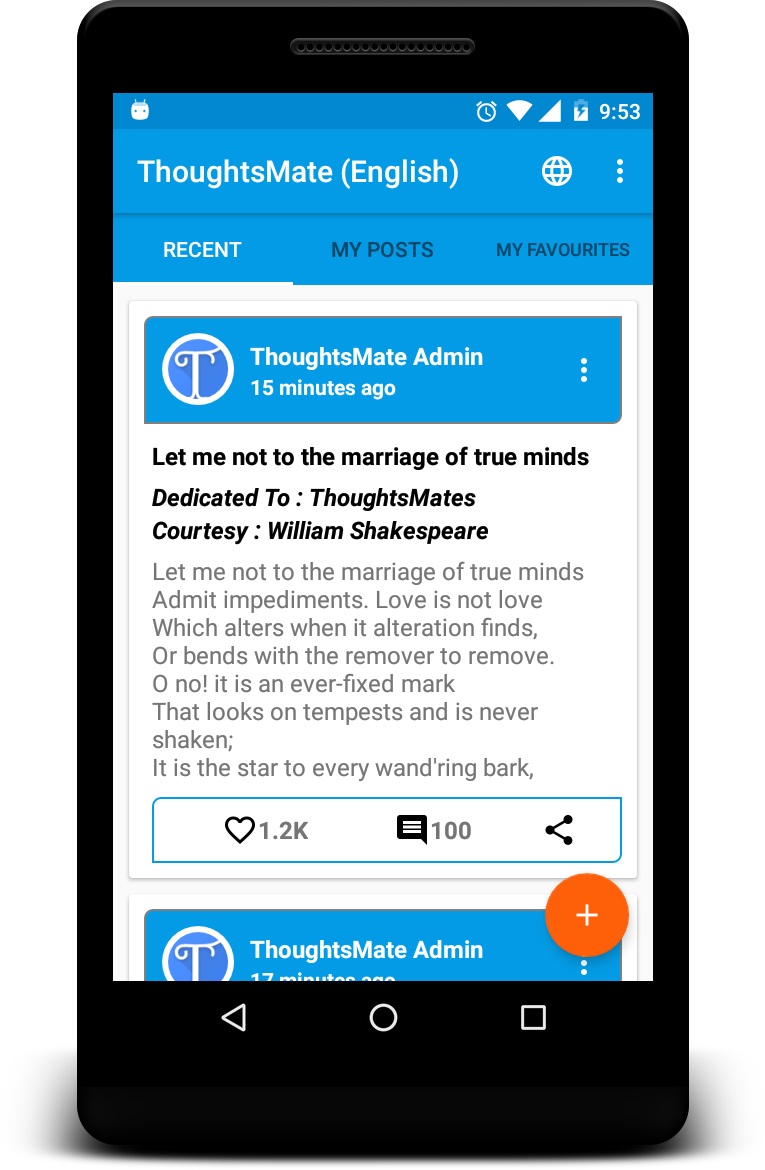 9:53
ThoughtsMate (English)
RECENT MY POSTS MY FAVOURITES
ThoughtsMate Admin
15 minutes ago
Let me not to the marriage of true minds
Dedicated To : ThoughtsMates
Courtesy : William Shakespeare
Let me not to the marriage of true minds
Admit impediments. Love is not love
Which alters when it alteration finds,
Or bends with the remover to remove.
O no! it is an ever-fixed mark
That looks on tempests and is never
shaken;
It is the star to every wand'ring bark,
1.2K 100
ThoughtsMate Admin
17 minutes ago